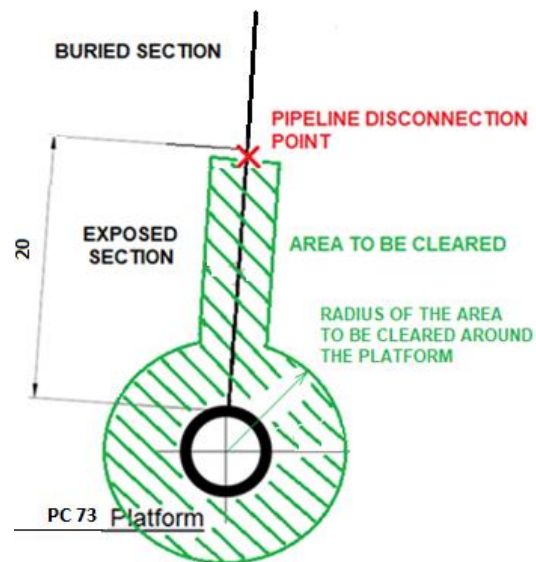 BURIED SECTION
PIPELINE DISCONNECTION
POINT
20
EXPOSED
SECTION
AREA TO BE CLEARED
RADIUS OF THE AREA
TO BE CLEARED AROUND
THE PLATFORM
PC 73 Platform